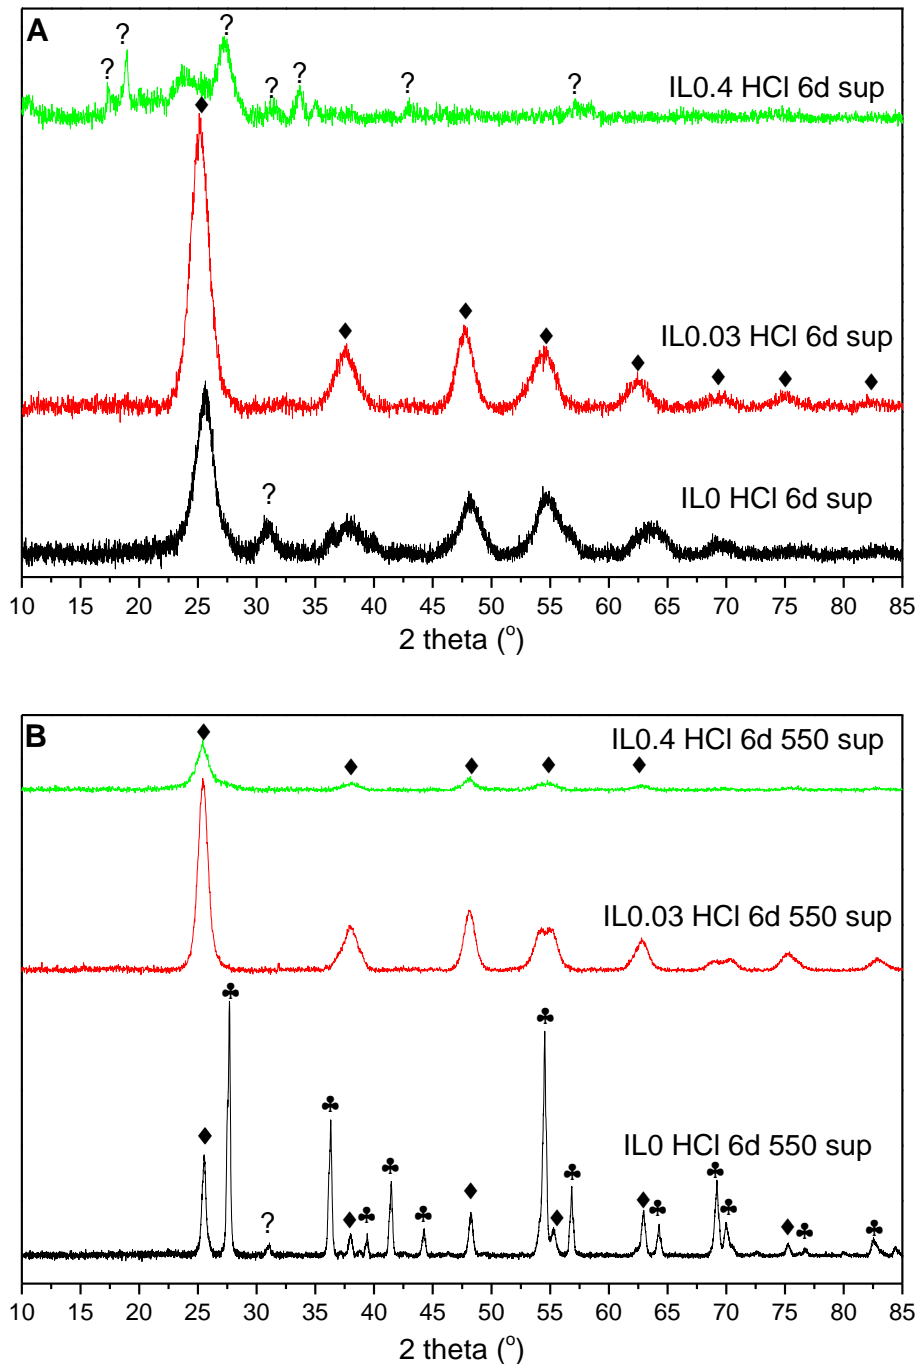 A
? ? ? ? ? ? ?
IL0.4 HCl 6d sup
♦
IL0.03 HCl 6d sup
♦ ♦ ♦ ♦ ♦ ♦ ♦
IL0 HCl 6d sup
?
10 15 20 25 30 35 40 45 50 55 60 65 70 75 80 85
2 theta (°)
B
IL0.4 HCl 6d 550 sup
♦ ♦ ♦ ♦ ♦
IL0.03 HCl 6d 550 sup
♣ ♣ ♣
IL0 HCl 6d 550 sup
♦ ? ♦ ♣ ♣ ♣ ♦ ♦ ♣ ♦ ♣ ♣ ♣ ♦ ♣ ♣
10 15 20 25 30 35 40 45 50 55 60 65 70 75 80 85
2 theta (°)